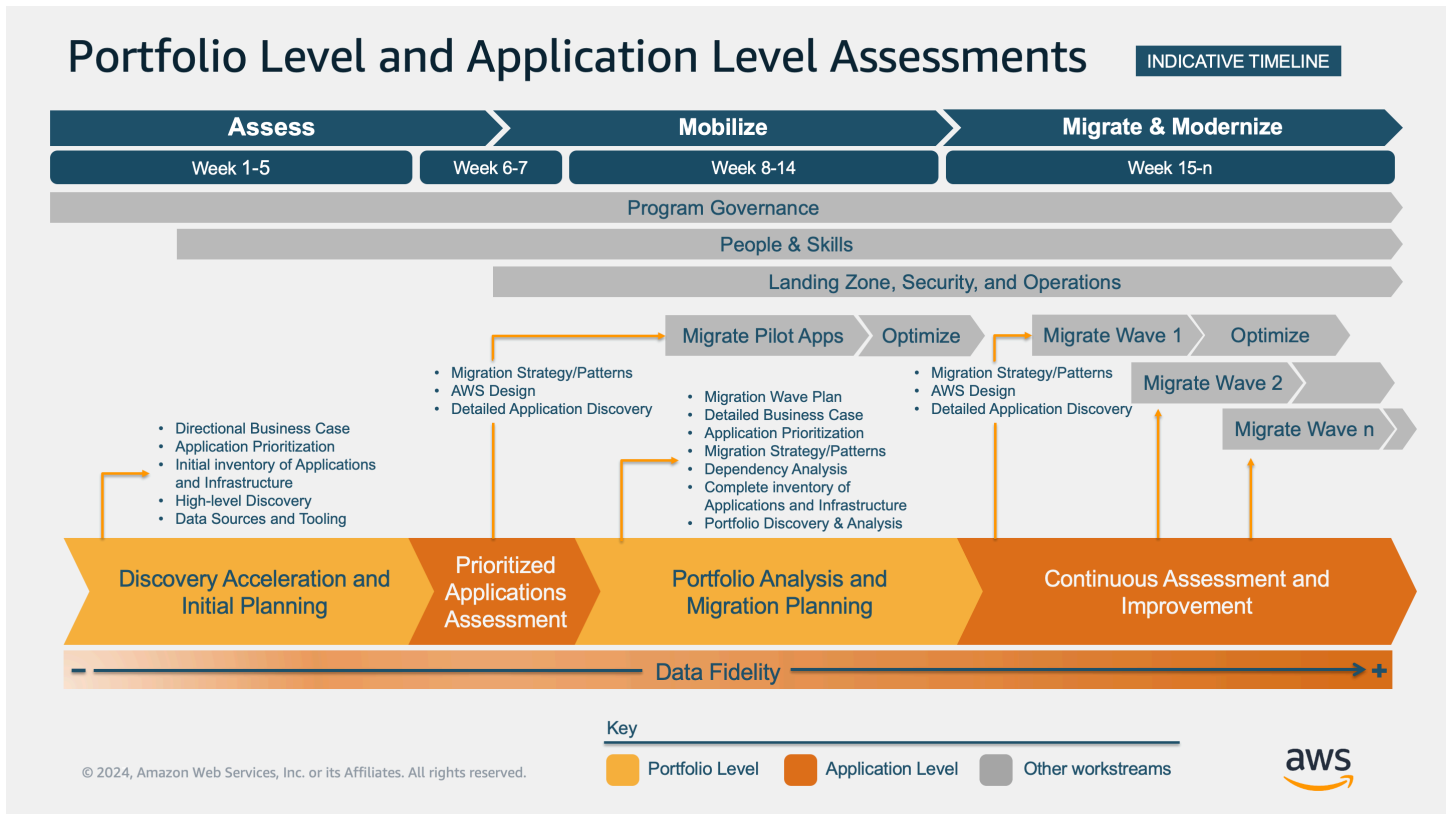 Portfolio Level and Application Level Assessments
INDICATIVE TIMELINE
Assess
Mobilize
Migrate & Modernize
Week 1-5
Week 6-7
Week 8-14
Week 15-n
Program Governance
People & Skills
Landing Zone, Security, and Operations
Migrate Pilot Apps
Optimize
Migrate Wave 1
Optimize
Migrate Wave 2
Migrate Wave n
• Directional Business Case
• Application Prioritization
• Initial inventory of Applications
and Infrastructure
• High-level Discovery
• Data Sources and Tooling
• Migration Strategy/Patterns
• AWS Design
• Detailed Application Discovery
• Migration Wave Plan
• Detailed Business Case
• Application Prioritization
• Migration Strategy/Patterns
• Dependency Analysis
• Complete inventory of
Applications and Infrastructure
• Portfolio Discovery & Analysis
• Migration Strategy/Patterns
• AWS Design
• Detailed Application Discovery
Discovery Acceleration and
Initial Planning
Prioritized
Applications
Assessment
Portfolio Analysis and
Migration Planning
Continuous Assessment and
Improvement
- Data Fidelity +
Key
Portfolio Level
Application Level
Other workstreams
© 2024, Amazon Web Services, Inc. or its Affiliates. All rights reserved.
aws